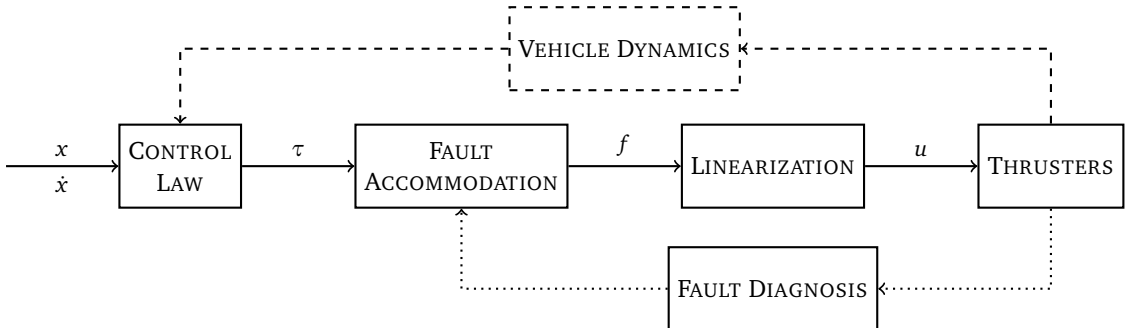 VEHICLE DYNAMICS
x
ẋ
CONTROL
LAW
τ
FAULT
ACCOMMODATION
f
LINEARIZATION
u
THRUSTERS
FAULT DIAGNOSIS